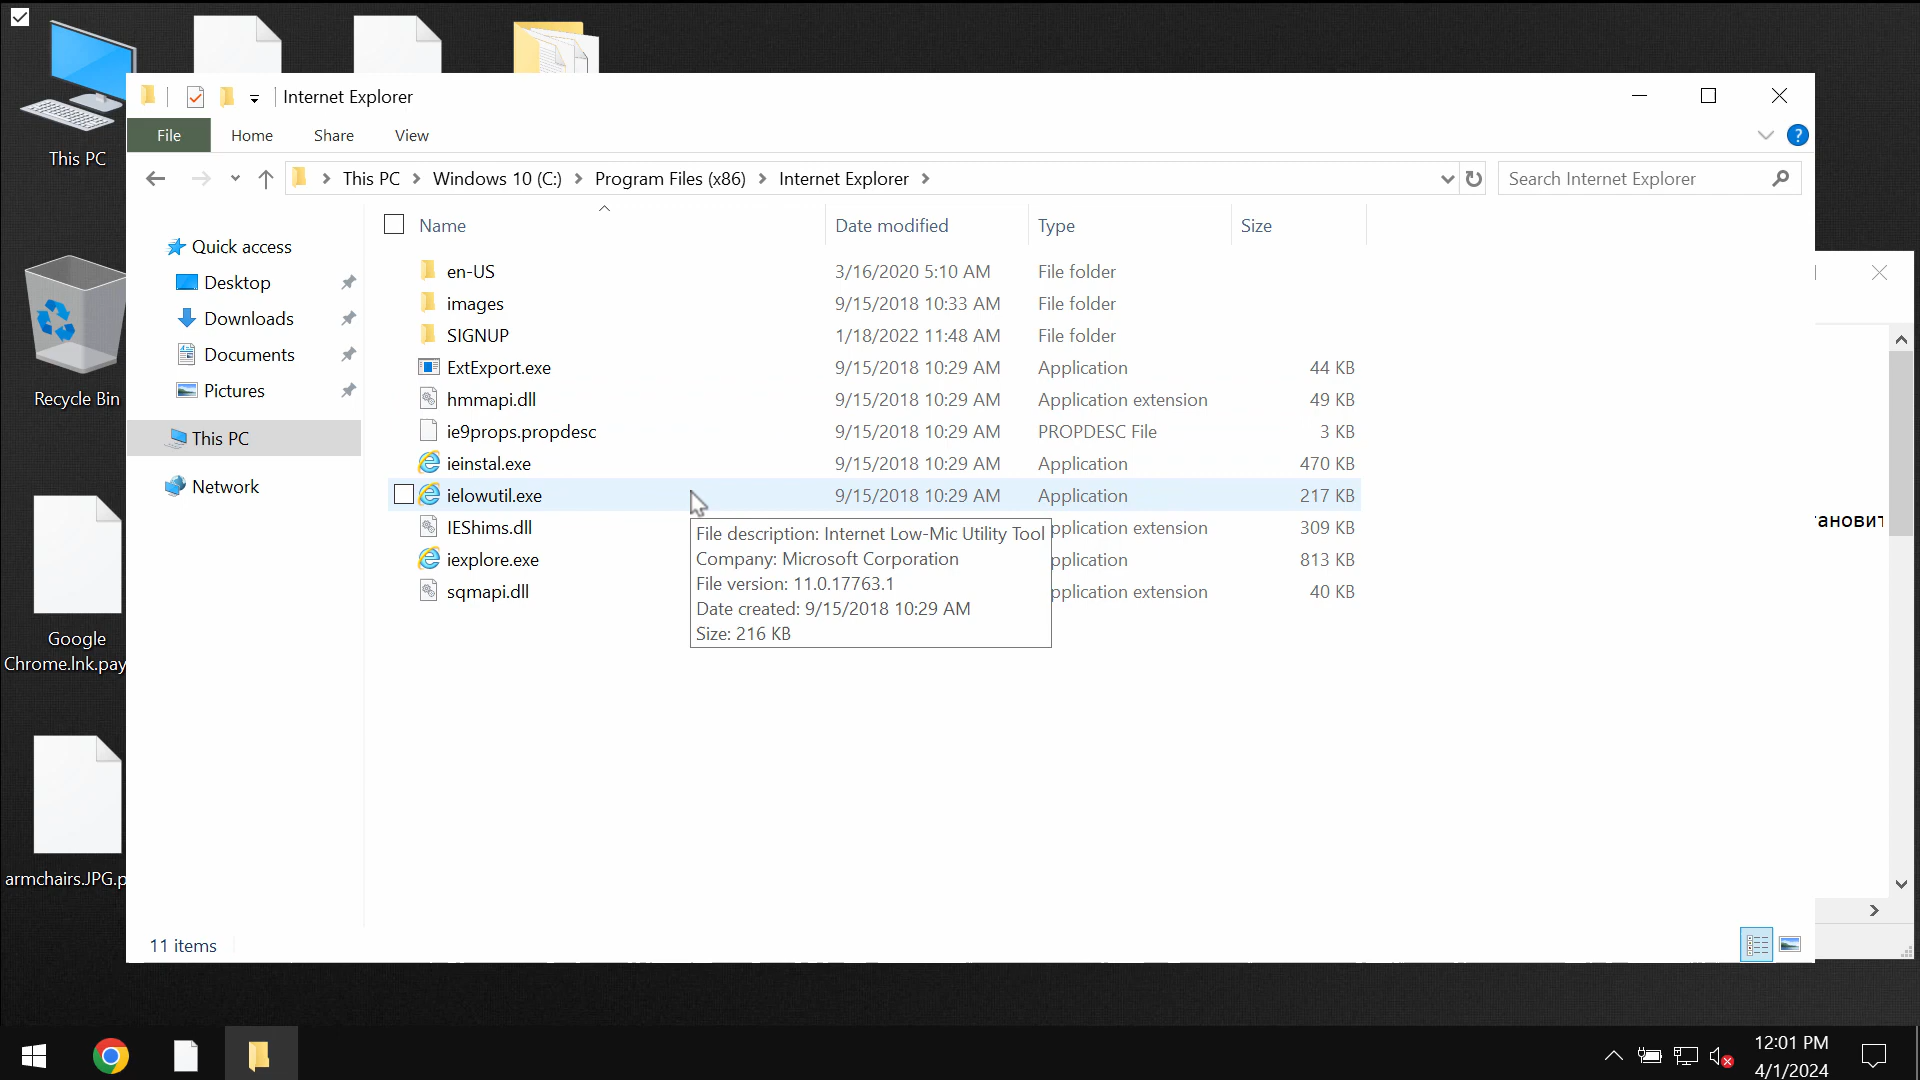 Internet Explorer
File Home Share View
This PC
This PC Windows 10 (C:) Program Files (x86) Internet Explorer
Search Internet Explorer
Name Date modified Type Size
Quick access
Desktop
Downloads
Documents
Pictures
This PC
Network
en-US 3/16/2020 5:10 AM File folder
images 9/15/2018 10:33 AM File folder
SIGNUP 1/18/2022 11:48 AM File folder
ExtExport.exe 9/15/2018 10:29 AM Application 44 KB
hmmapi.dll 9/15/2018 10:29 AM Application extension 49 KB
ie9props.propdesc 9/15/2018 10:29 AM PROPDESC File 3 KB
ieinstal.exe 9/15/2018 10:29 AM Application 470 KB
ielowutil.exe 9/15/2018 10:29 AM Application 217 KB
IEShims.dll pplication extension 309 KB
iexplore.exe pplication 813 KB
sqmapi.dll pplication extension 40 KB
File description: Internet Low-Mic Utility Tool
Company: Microsoft Corporation
File version: 11.0.17763.1
Date created: 9/15/2018 10:29 AM
Size: 216 KB
Recycle Bin
Google
Chrome.lnk.pay
armchairs.JPG.p
11 items
12:01 PM
4/1/2024